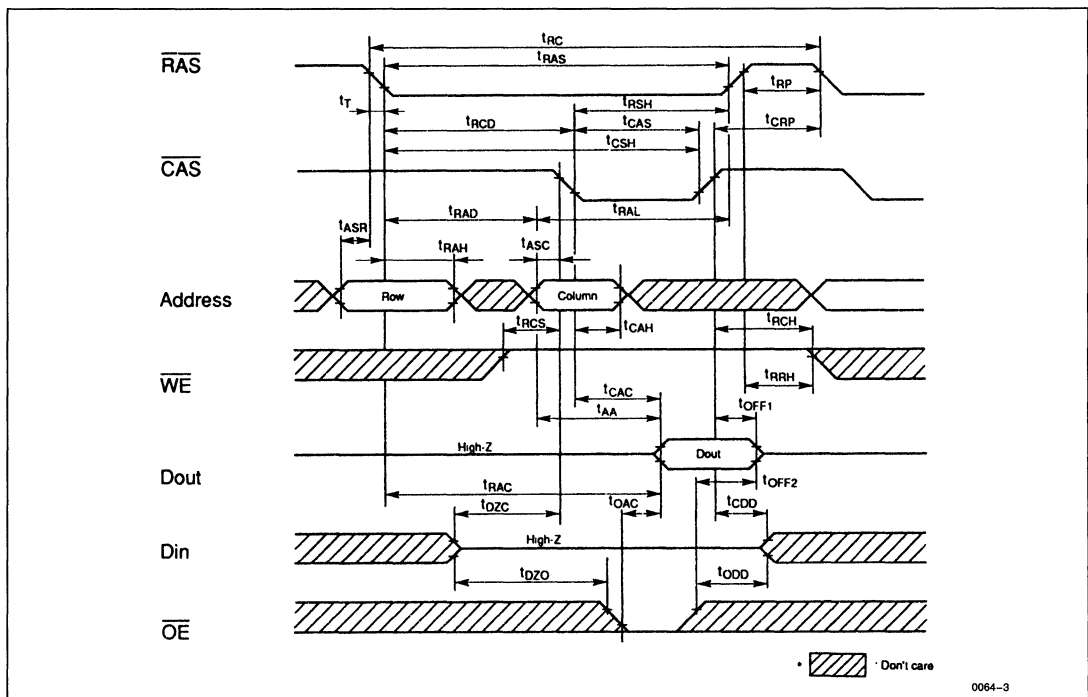 tRC
RAS
tRAS
tRP
tT
tRSH
tRCD
tCAS
tCRP
tCSH
CAS
tRAD
tRAL
tASR
tRAH
tASC
Address
Row
Column
tRCS
tCAH
tRCH
WE
tRRH
tCAC
tAA
tOFF1
High-Z
Dout
Dout
tOFF2
tRAC
tOAC
tCDD
tDZC
Din
High-Z
tDZO
tODD
OE
* Don't care
0064–3